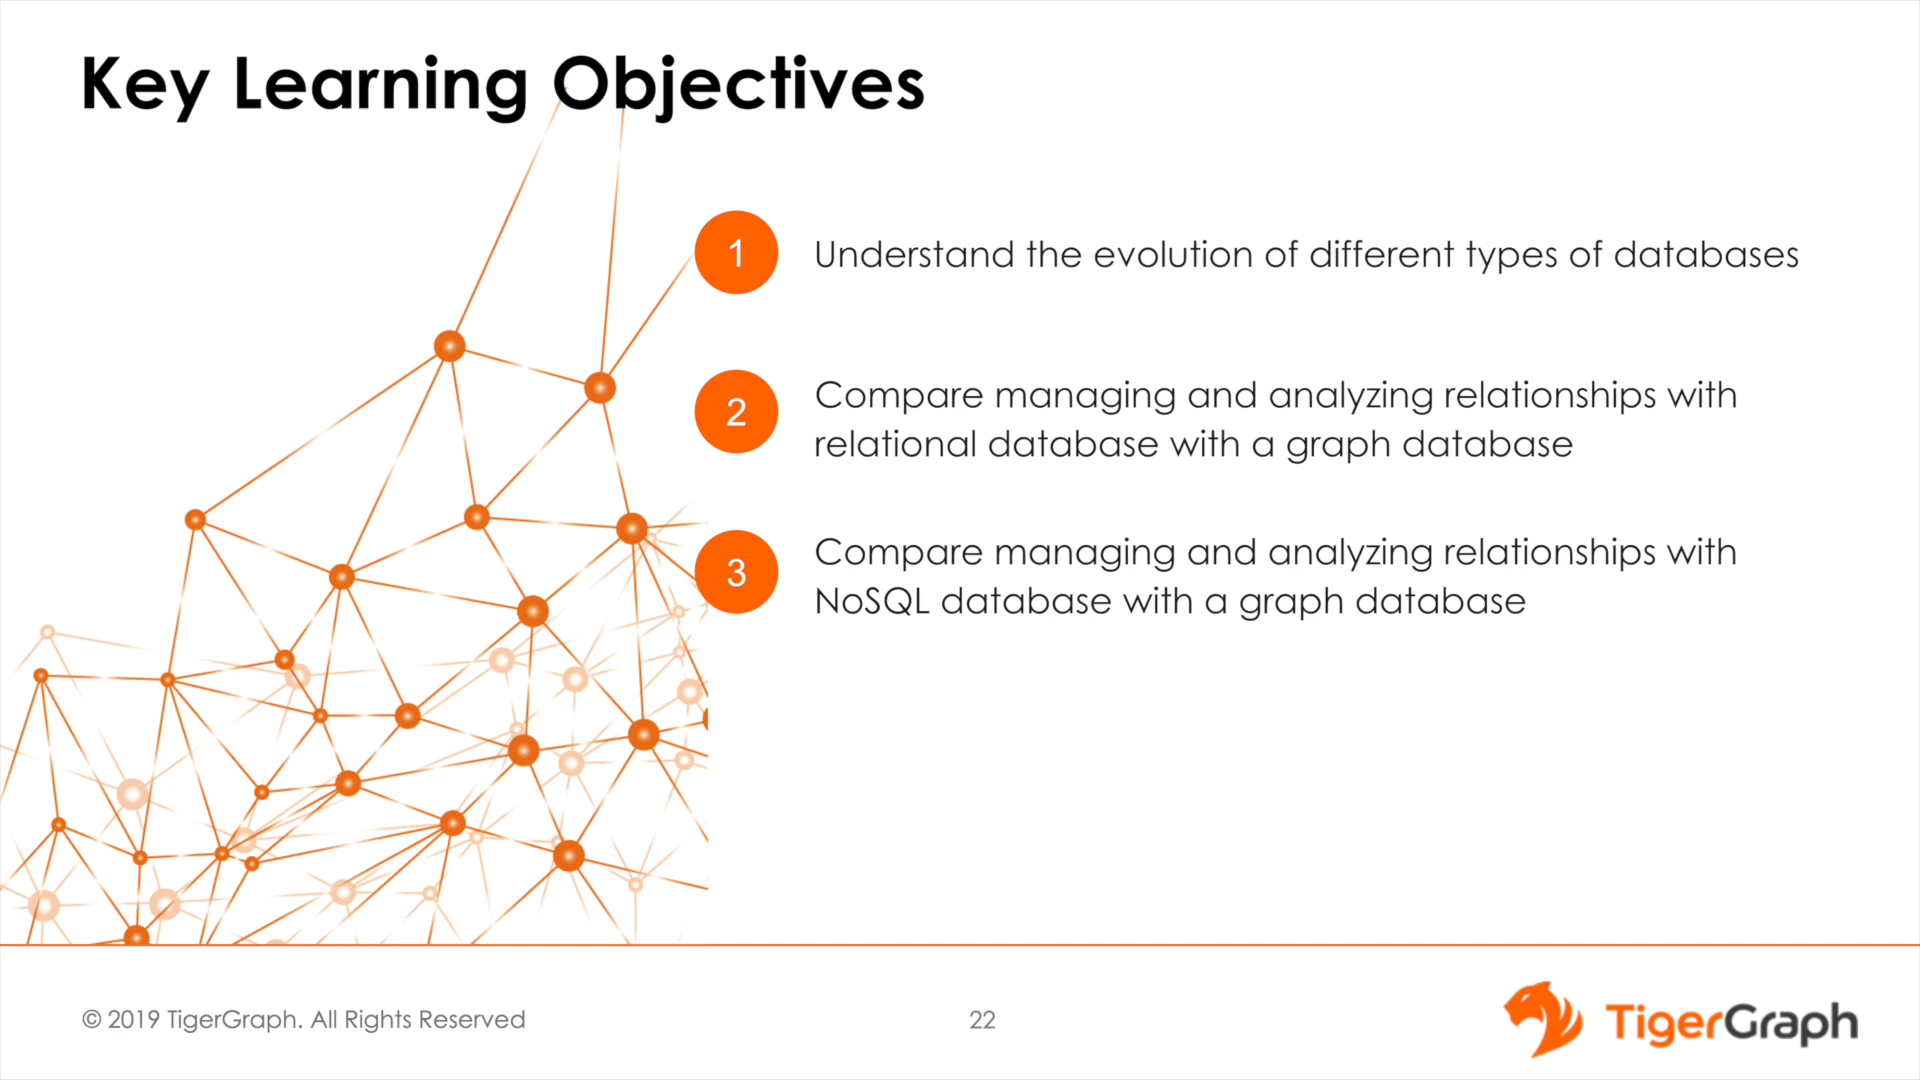 Key Learning Objectives
1
Understand the evolution of different types of databases
2
Compare managing and analyzing relationships with
relational database with a graph database
3
Compare managing and analyzing relationships with
NoSQL database with a graph database
© 2019 TigerGraph. All Rights Reserved
22
TigerGraph